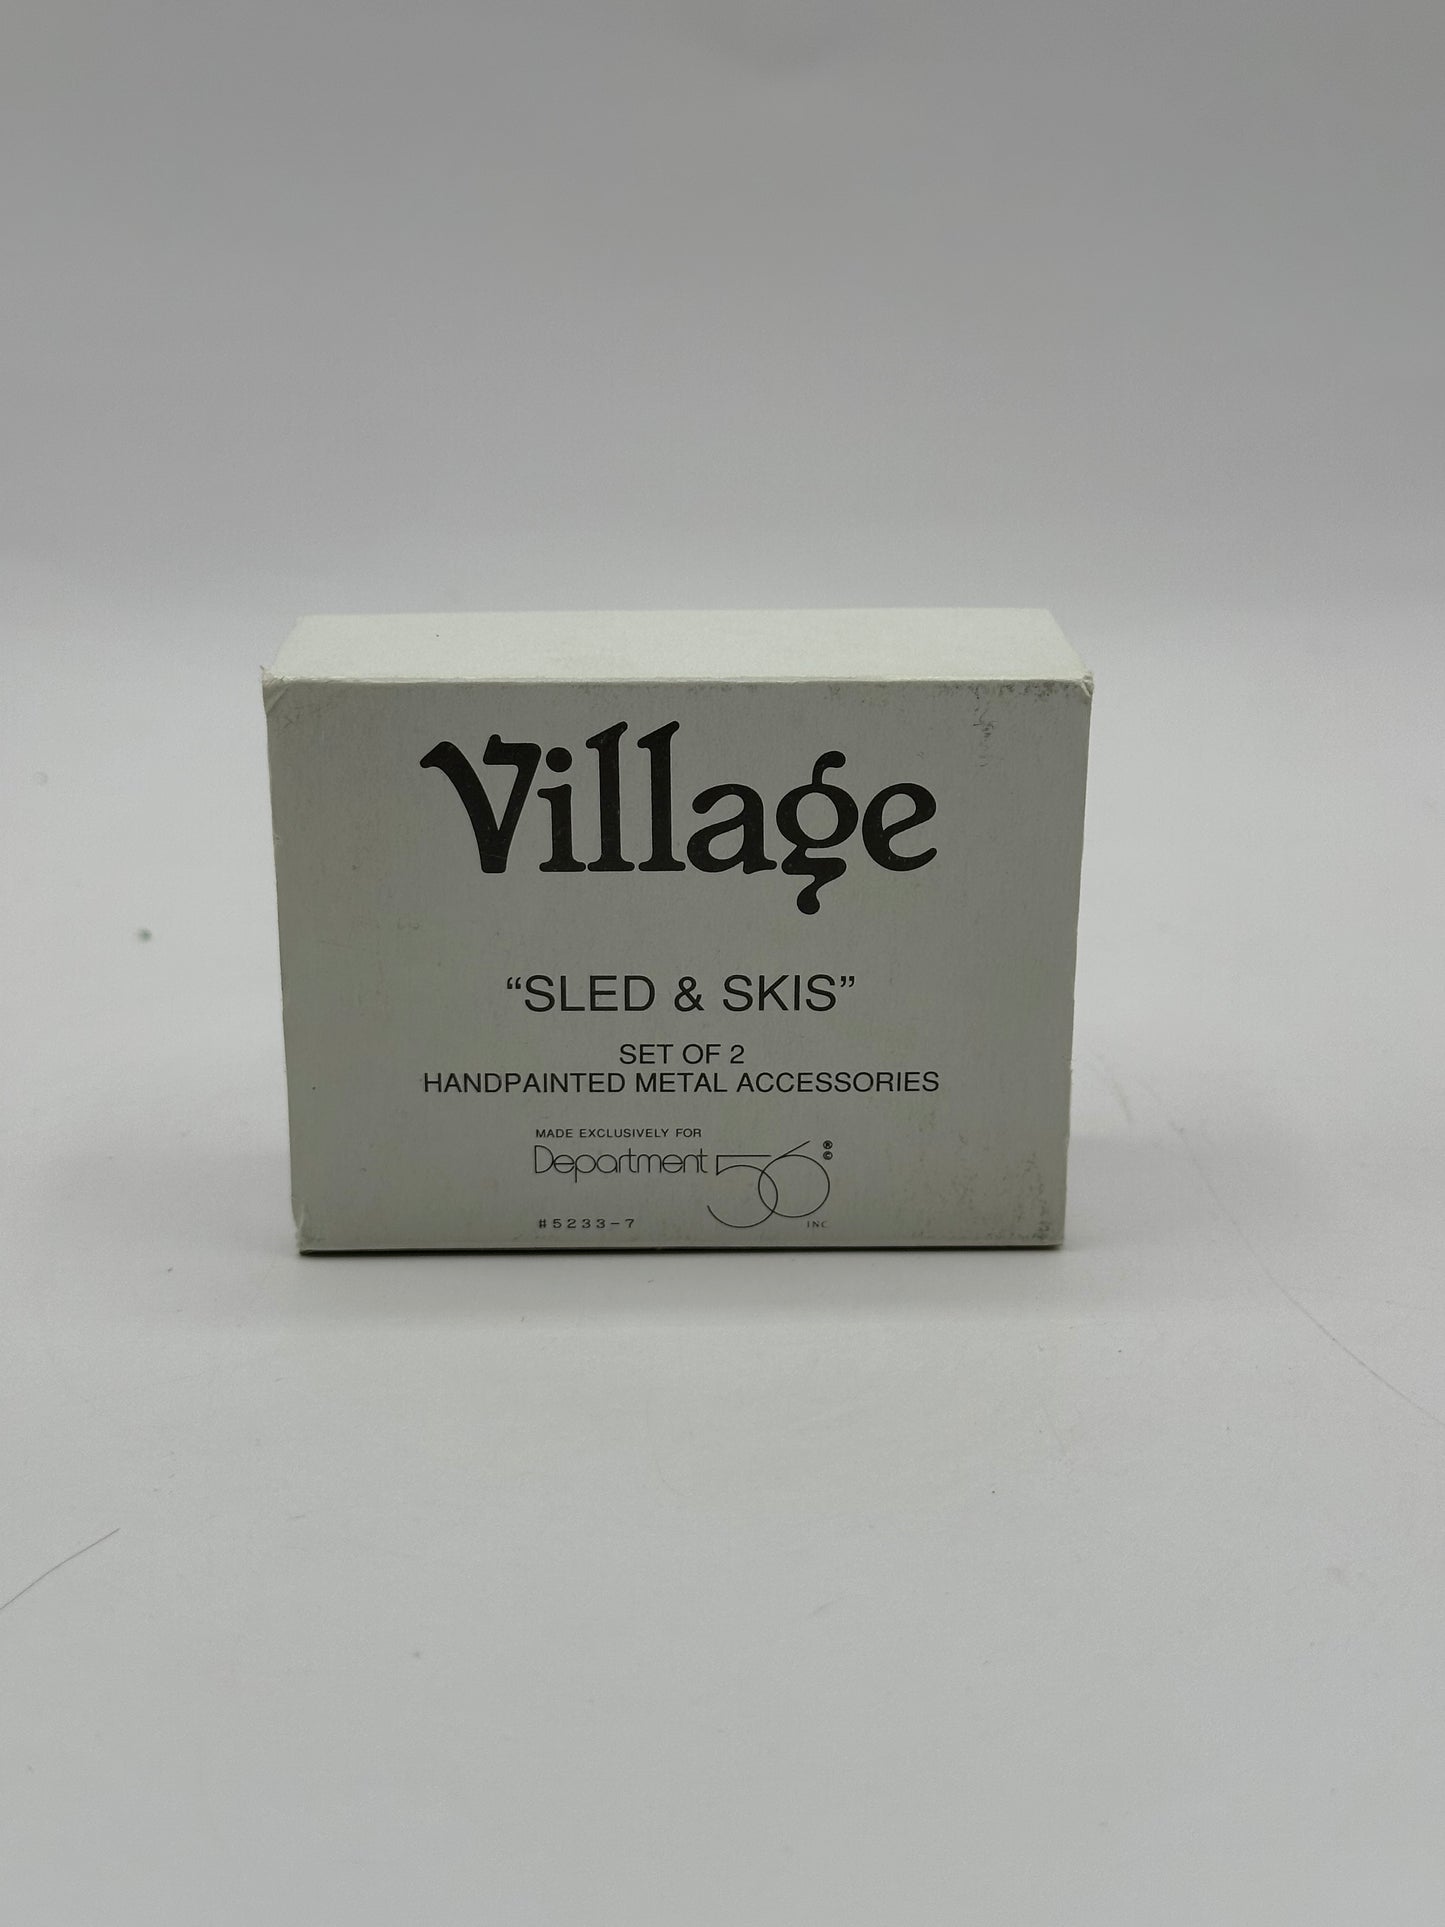 Village
“SLED & SKIS”
SET OF 2
HANDPAINTED METAL ACCESSORIES
MADE EXCLUSIVELY FOR
Department 56 ® ©
#5233-7 INC